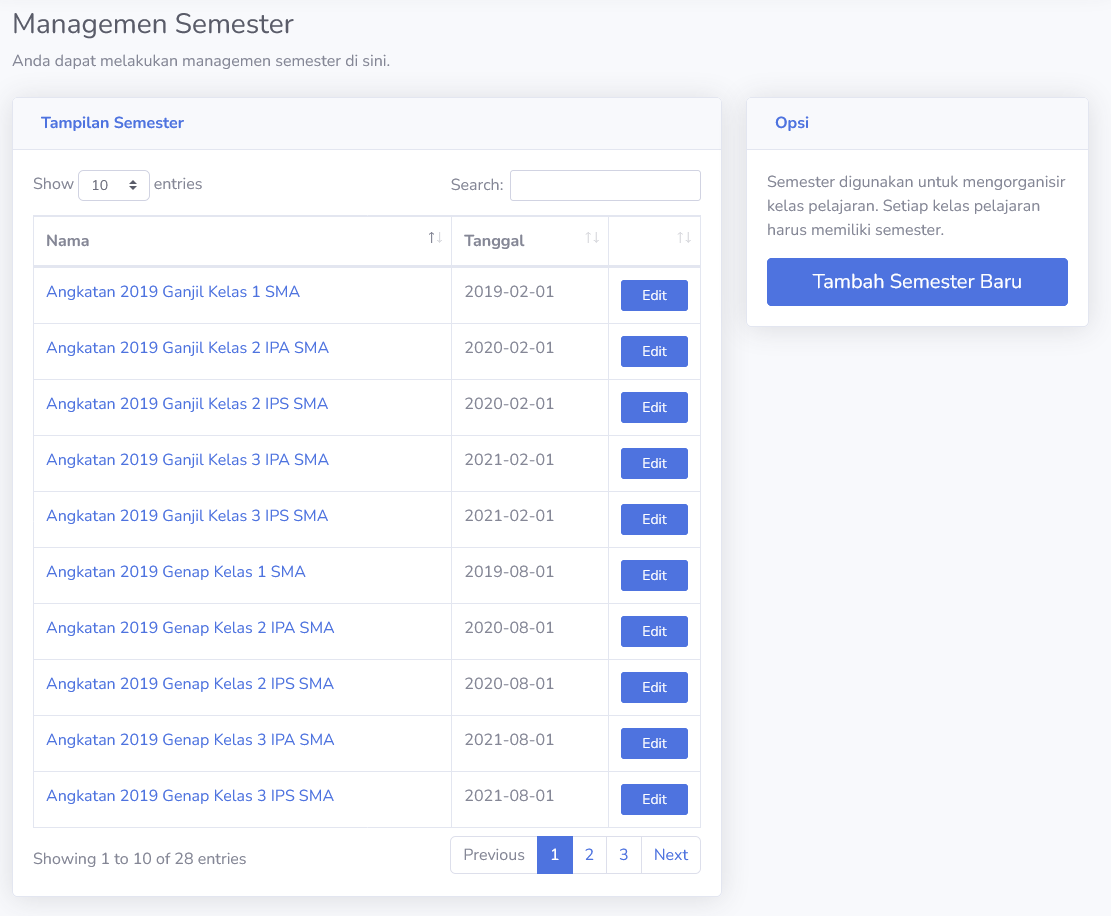 Managemen Semester
Anda dapat melakukan managemen semester di sini.
Tampilan Semester
Show 10 entries
Search:
Nama Tanggal
Angkatan 2019 Ganjil Kelas 1 SMA 2019-02-01 Edit
Angkatan 2019 Ganjil Kelas 2 IPA SMA 2020-02-01 Edit
Angkatan 2019 Ganjil Kelas 2 IPS SMA 2020-02-01 Edit
Angkatan 2019 Ganjil Kelas 3 IPA SMA 2021-02-01 Edit
Angkatan 2019 Ganjil Kelas 3 IPS SMA 2021-02-01 Edit
Angkatan 2019 Genap Kelas 1 SMA 2019-08-01 Edit
Angkatan 2019 Genap Kelas 2 IPA SMA 2020-08-01 Edit
Angkatan 2019 Genap Kelas 2 IPS SMA 2020-08-01 Edit
Angkatan 2019 Genap Kelas 3 IPA SMA 2021-08-01 Edit
Angkatan 2019 Genap Kelas 3 IPS SMA 2021-08-01 Edit
Showing 1 to 10 of 28 entries
Previous 1 2 3 Next
Opsi
Semester digunakan untuk mengorganisir
kelas pelajaran. Setiap kelas pelajaran
harus memiliki semester.
Tambah Semester Baru